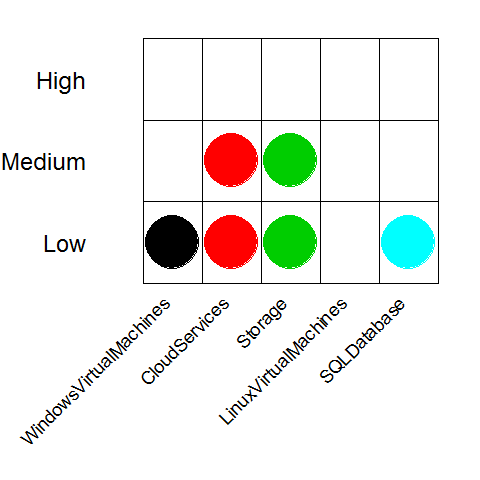 High
Medium
Low
WindowsVirtualMachines
CloudServices
Storage
LinuxVirtualMachines
SQLDatabase